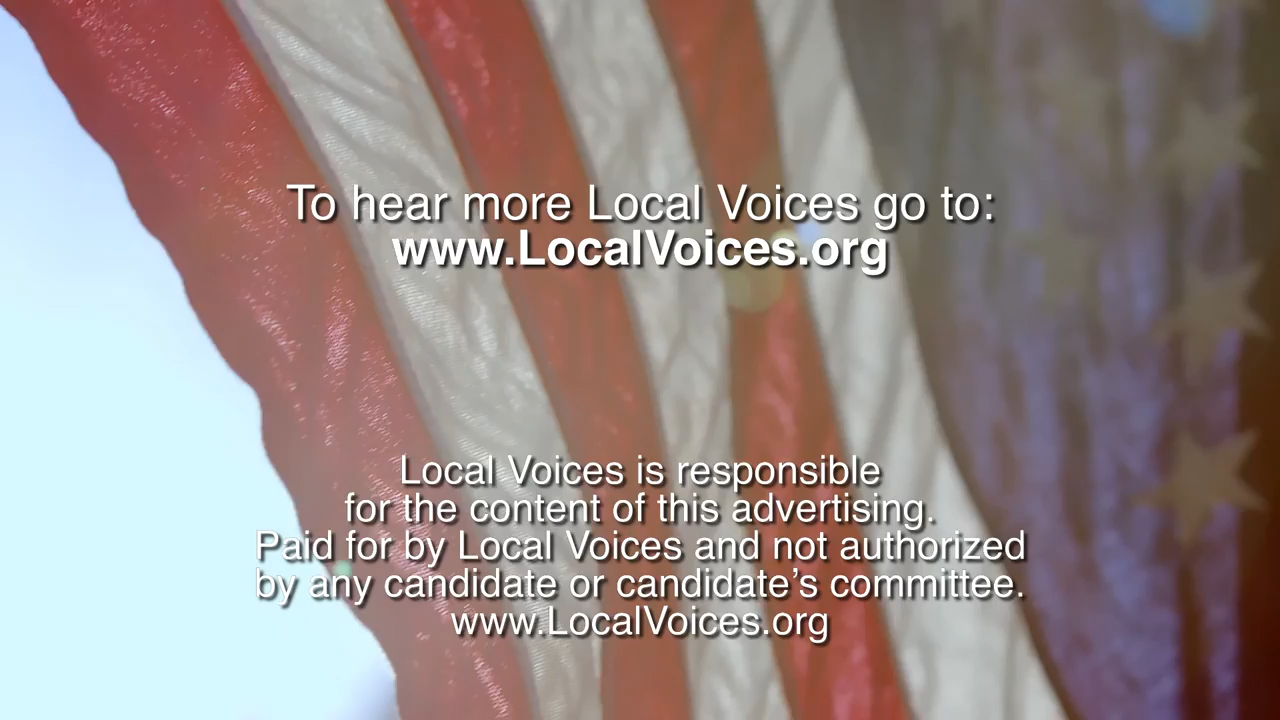 To hear more Local Voices go to:
www.LocalVoices.org
Local Voices is responsible
for the content of this advertising.
Paid for by Local Voices and not authorized
by any candidate or candidate’s committee.
www.LocalVoices.org